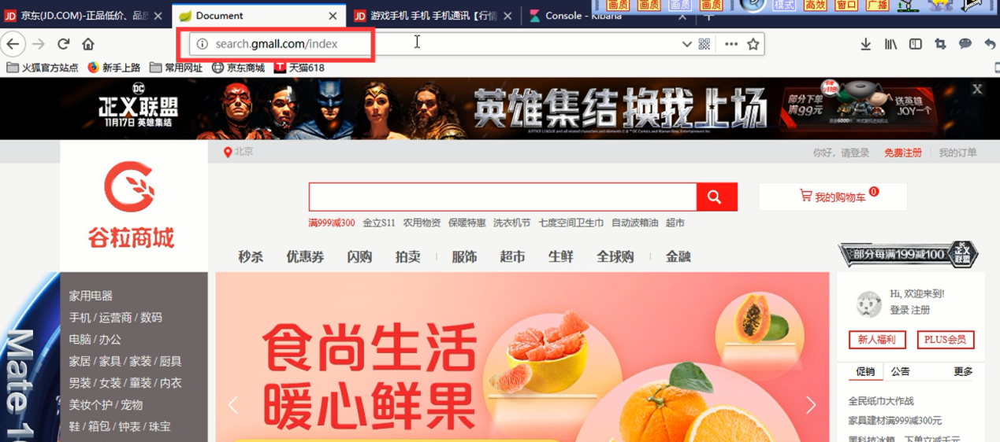 京东(JD.COM)-正品低价、品质
Document
游戏手机 手机 手机通讯【行情
Console - Kibana
画质
画质
画质
画质
模式
高效
窗口
广播
search.gmall.com/index
火狐官方站点
新手上路
常用网址
京东商城
天猫618
DC
正义联盟
11月17日 英雄集结
英雄集结换我上场
部分下单
满99元
送英雄
JOY一个
X
北京
你好，请登录
免费注册
我的订单
谷粒商城
我的购物车 0
满999减300 金立S11 农用物资 保暖特惠 洗衣机节 七度空间卫生巾 自动波箱油 超市
秒杀 优惠券 闪购 拍卖 服饰 超市 生鲜 全球购 金融
部分每满199减100
DC
正义
联盟
家用电器
手机 / 运营商 / 数码
电脑 / 办公
家居 / 家具 / 家装 / 厨具
男装 / 女装 / 童装 / 内衣
美妆个护 / 宠物
鞋 / 箱包 / 钟表 / 珠宝
Mate 10
食尚生活
暖心鲜果
Hi, 欢迎来到!
登录 注册
新人福利
PLUS会员
促销
公告
更多
全民纸巾大作战
家具建材满999减300元
黑科技冰箱，下单立减千元